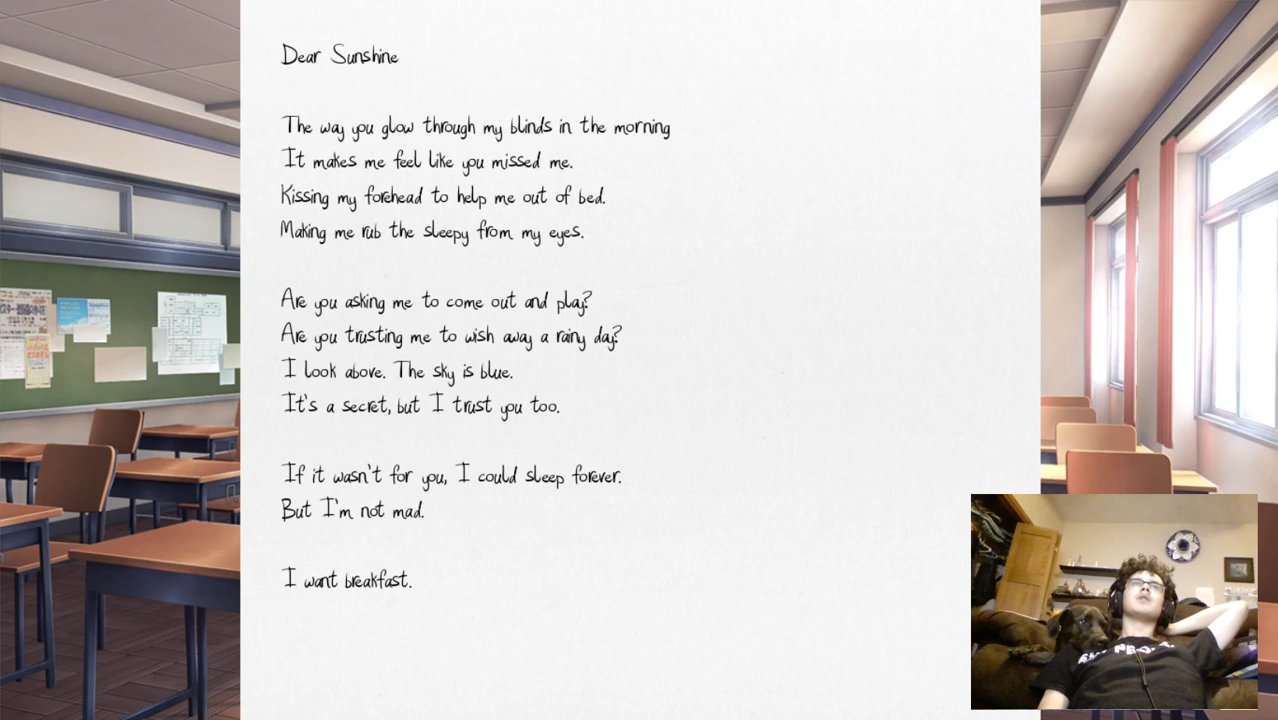 Dear Sunshine
The way you glow through my blinds in the morning
It makes me feel like you missed me.
Kissing my forehead to help me out of bed.
Making me rub the sleepy from my eyes.
Are you asking me to come out and play?
Are you trusting me to wish away a rainy day?
I look above. The sky is blue.
It's a secret, but I trust you too.
If it wasn't for you, I could sleep forever.
But I'm not mad.
I want breakfast.